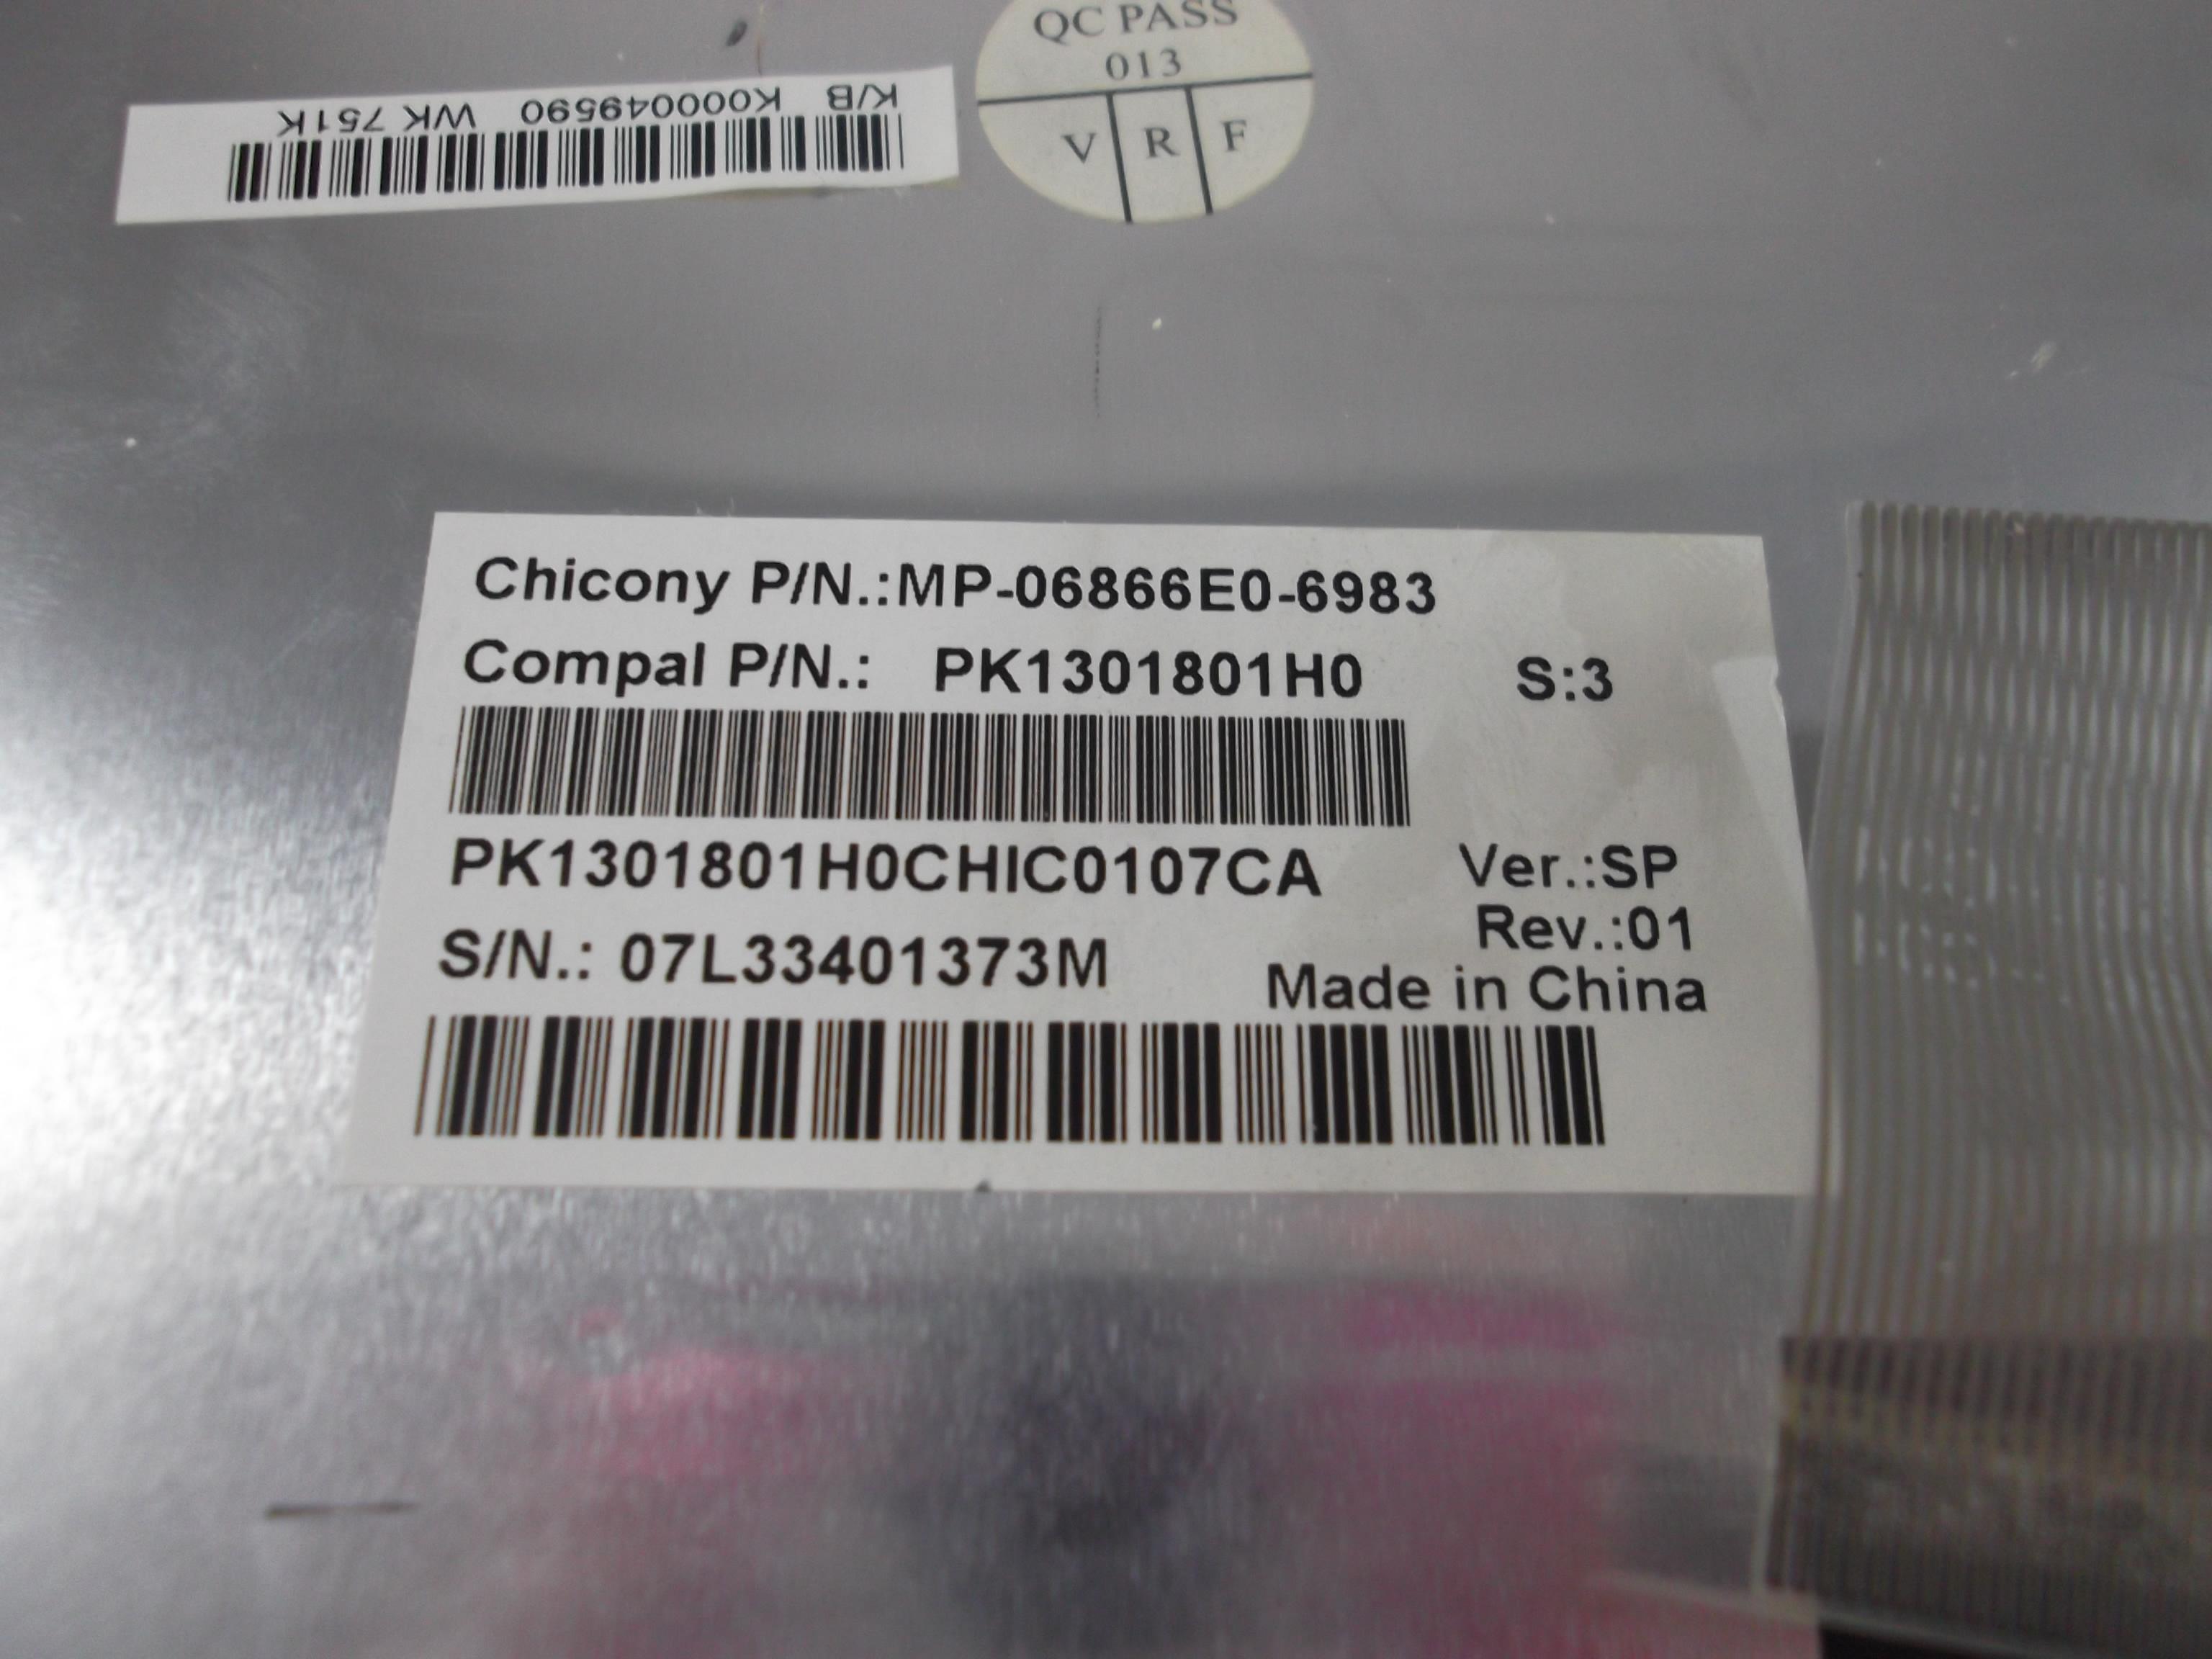 QC PASS
013
V R F
K/B K0000495590 WK 751K
Chicony P/N.:MP-06866E0-6983
Compal P/N.: PK1301801H0 S:3
PK1301801H0CHIC0107CA Ver.:SP
Rev.:01
S/N.: 07L33401373M
Made in China